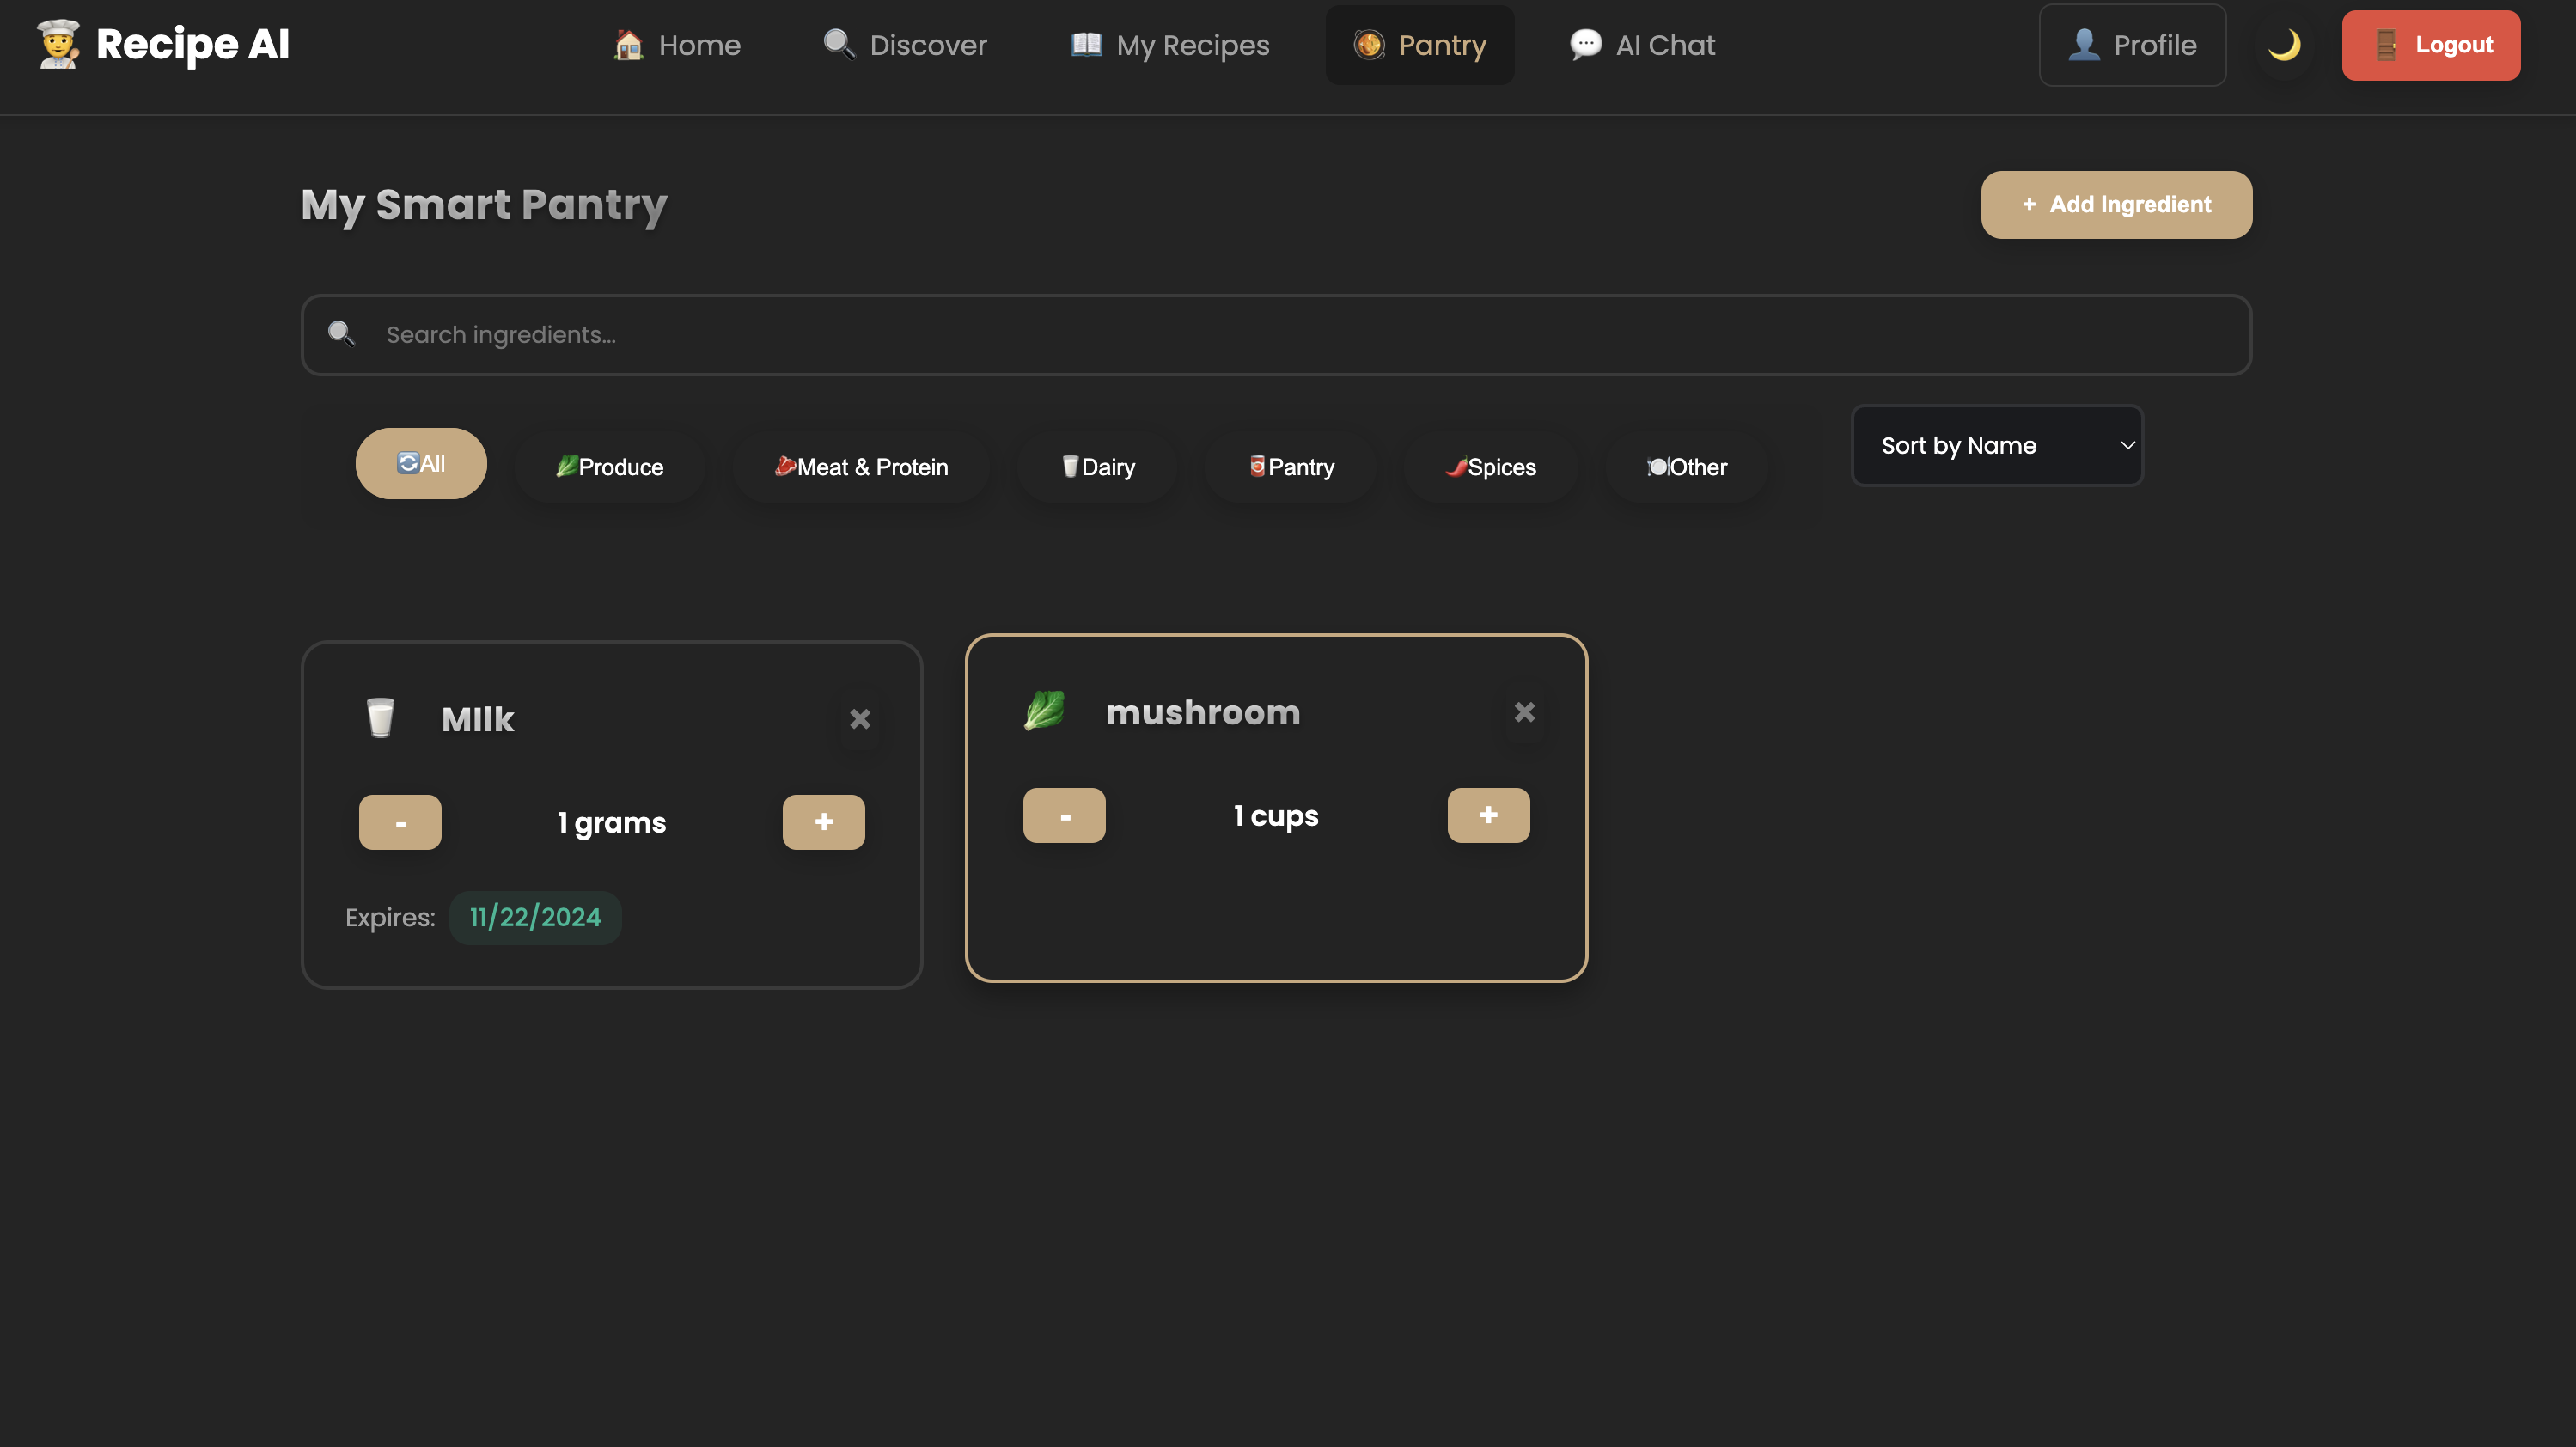 Recipe AI
Home
Discover
My Recipes
Pantry
AI Chat
Profile
Logout
My Smart Pantry
+ Add Ingredient
Search ingredients...
All
Produce
Meat & Protein
Dairy
Pantry
Spices
Other
Sort by Name
MIlk
- 1 grams +
Expires: 11/22/2024
mushroom
- 1 cups +